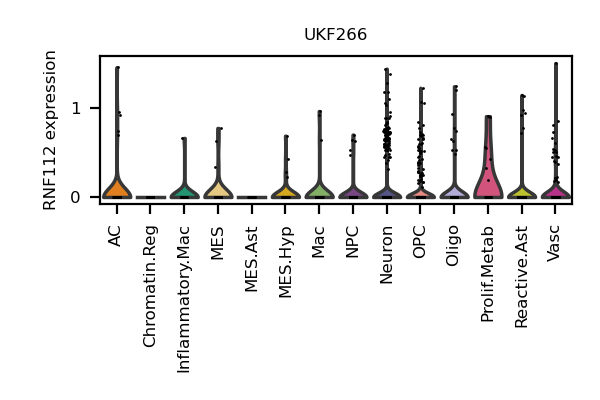 UKF266
RNF112 expression
1
0
AC
Chromatin.Reg
Inflammatory.Mac
MES
MES.Ast
MES.Hyp
Mac
NPC
Neuron
OPC
Oligo
Prolif.Metab
Reactive.Ast
Vasc